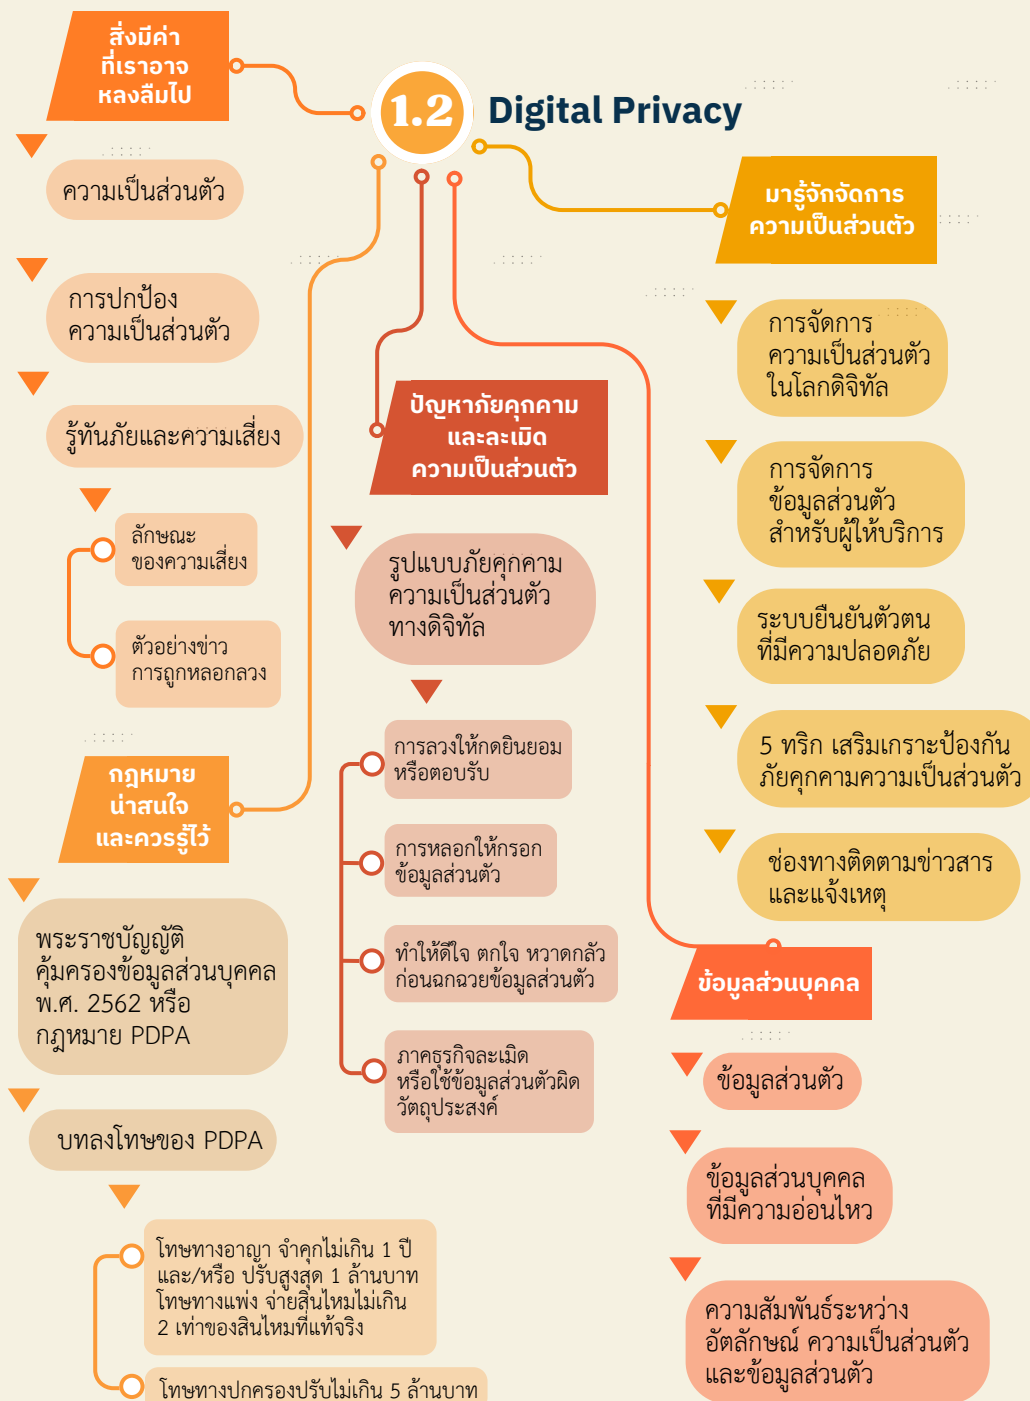 สิ่งมีค่า
ที่เราอาจ
หลงลืมไป
1.2
Digital Privacy
ความเป็นส่วนตัว
การปกป้อง
ความเป็นส่วนตัว
รู้ทันภัยและความเสี่ยง
ลักษณะ
ของความเสี่ยง
ตัวอย่างข่าว
การถูกหลอกลวง
กฎหมาย
น่าสนใจ
และควรรู้ไว้
พระราชบัญญัติ
คุ้มครองข้อมูลส่วนบุคคล
พ.ศ. 2562 หรือ
กฎหมาย PDPA
บทลงโทษของ PDPA
โทษทางอาญา จำคุกไม่เกิน 1 ปี
และ/หรือ ปรับสูงสุด 1 ล้านบาท
โทษทางแพ่ง จ่ายสินไหมไม่เกิน
2 เท่าของสินไหมที่แท้จริง
โทษทางปกครองปรับไม่เกิน 5 ล้านบาท
ปัญหาภัยคุกคาม
และละเมิด
ความเป็นส่วนตัว
รูปแบบภัยคุกคาม
ความเป็นส่วนตัว
ทางดิจิทัล
การลวงให้กดยินยอม
หรือตอบรับ
การหลอกให้กรอก
ข้อมูลส่วนตัว
ทำให้ดีใจ ตกใจ หวาดกลัว
ก่อนฉกฉวยข้อมูลส่วนตัว
ภาคธุรกิจละเมิด
หรือใช้ข้อมูลส่วนตัวผิด
วัตถุประสงค์
มารู้จักจัดการ
ความเป็นส่วนตัว
การจัดการ
ความเป็นส่วนตัว
ในโลกดิจิทัล
การจัดการ
ข้อมูลส่วนตัว
สำหรับผู้ให้บริการ
ระบบยืนยันตัวตน
ที่มีความปลอดภัย
5 ทริก เสริมเกราะป้องกัน
ภัยคุกคามความเป็นส่วนตัว
ช่องทางติดตามข่าวสาร
และแจ้งเหตุ
ข้อมูลส่วนบุคคล
ข้อมูลส่วนตัว
ข้อมูลส่วนบุคคล
ที่มีความอ่อนไหว
ความสัมพันธ์ระหว่าง
อัตลักษณ์ ความเป็นส่วนตัว
และข้อมูลส่วนตัว